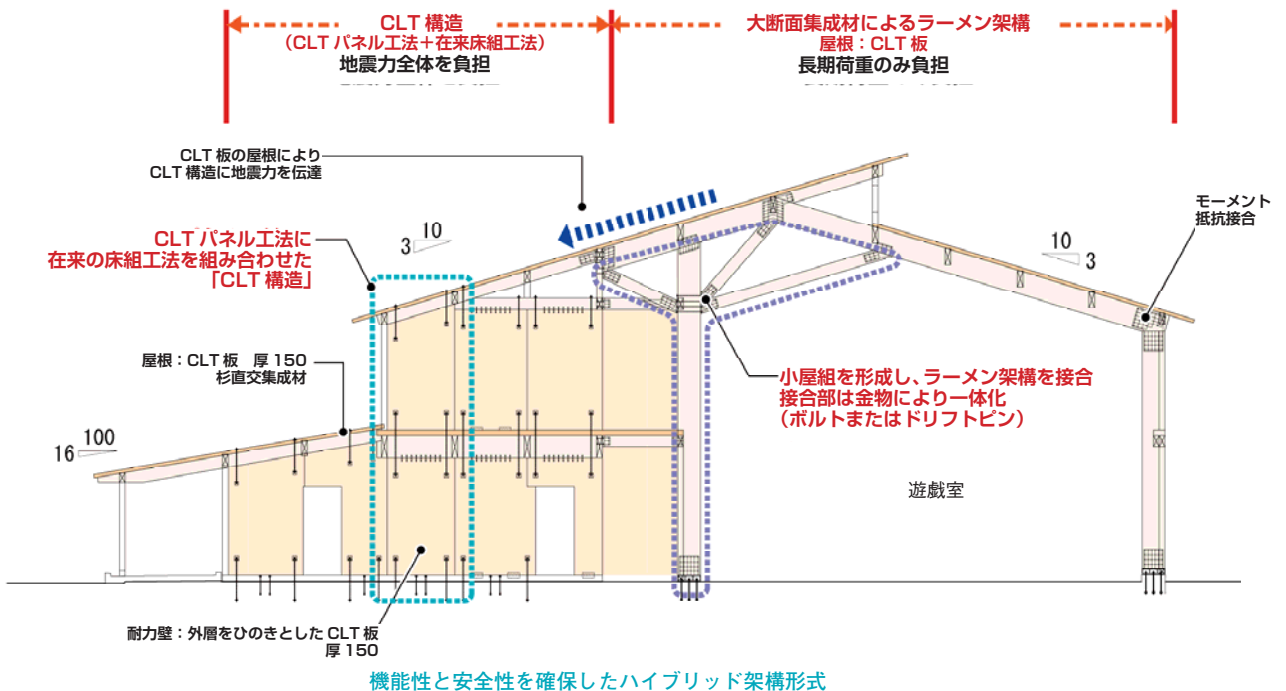 CLT 構造
（CLT パネル工法＋在来床組工法）
地震力全体を負担
大断面集成材によるラーメン架構
屋根：CLT 板
長期荷重のみ負担
CLT 板の屋根により
CLT 構造に地震力を伝達
モーメント
抵抗接合
10
3
CLT パネル工法に
在来の床組工法を組み合わせた
「CLT 構造」
10
3
屋根：CLT 板　厚 150
杉直交集成材
小屋組を形成し、ラーメン架構を接合
接合部は金物により一体化
（ボルトまたはドリフトピン）
100
16
遊戯室
耐力壁：外層をひのきとした CLT 板
厚 150
機能性と安全性を確保したハイブリッド架構形式